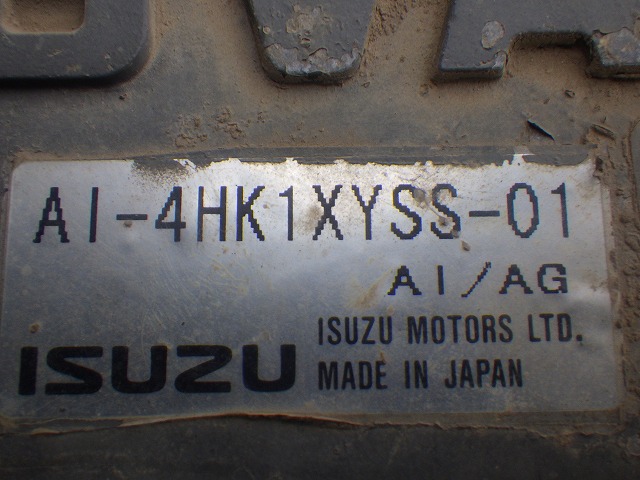 AI-4HK1XYSS-01
AI/AG
ISUZU MOTORS LTD.
ISUZU MADE IN JAPAN